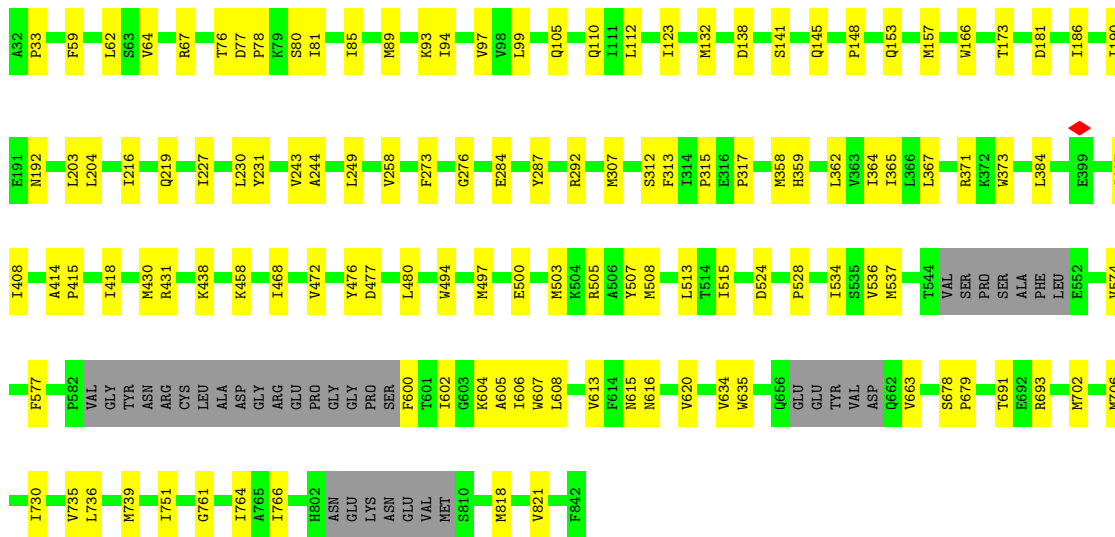 A32 P33 F59 L62 S63 V64 R67 T76 D77 P78 K79 S80 I81 I85 M89 K93 I94 V97 V98 L99 Q105 Q110 I111 L112 I123 M132 D138 S141 Q145 P148 Q153 M157 W166 T173 D181 I186
E191 N192 L203 L204 I216 Q219 I227 L230 Y231 V243 A244 L249 V258 F273 G276 E284 Y287 R292 M307 S312 F313 I314 P315 E316 P317 M358 H359 L362 V363 I364 I365 L366 L367 R371 K372 W373 L384 E399
I408 A414 P415 I418 M430 R431 K438 K458 I468 V472 Y476 D477 L480 W494 M497 E500 M503 K504 R505 A506 Y507 M508 L513 T514 I515 D524 P528 I534 S535 V536 M537 T544 VAL SER PRO SER ALA PHE LEU E552
F577 P582 VAL GLY TYR ASN ARG CYS LEU ALA ASP GLY ARG GLU PRO GLY GLY PRO SER F600 T601 I602 G603 K604 A605 I606 W607 L608 V613 F614 N615 N616 V620 V634 W635 Q656 GLU GLU TYR VAL ASP Q662 V663 S678 P679 T691 E692 R693 M702 M706
I730 V735 L736 M739 I751 G761 I764 A765 I766 H802 ASN GLU LYS ASN GLU VAL MET S810 M818 V821 F842